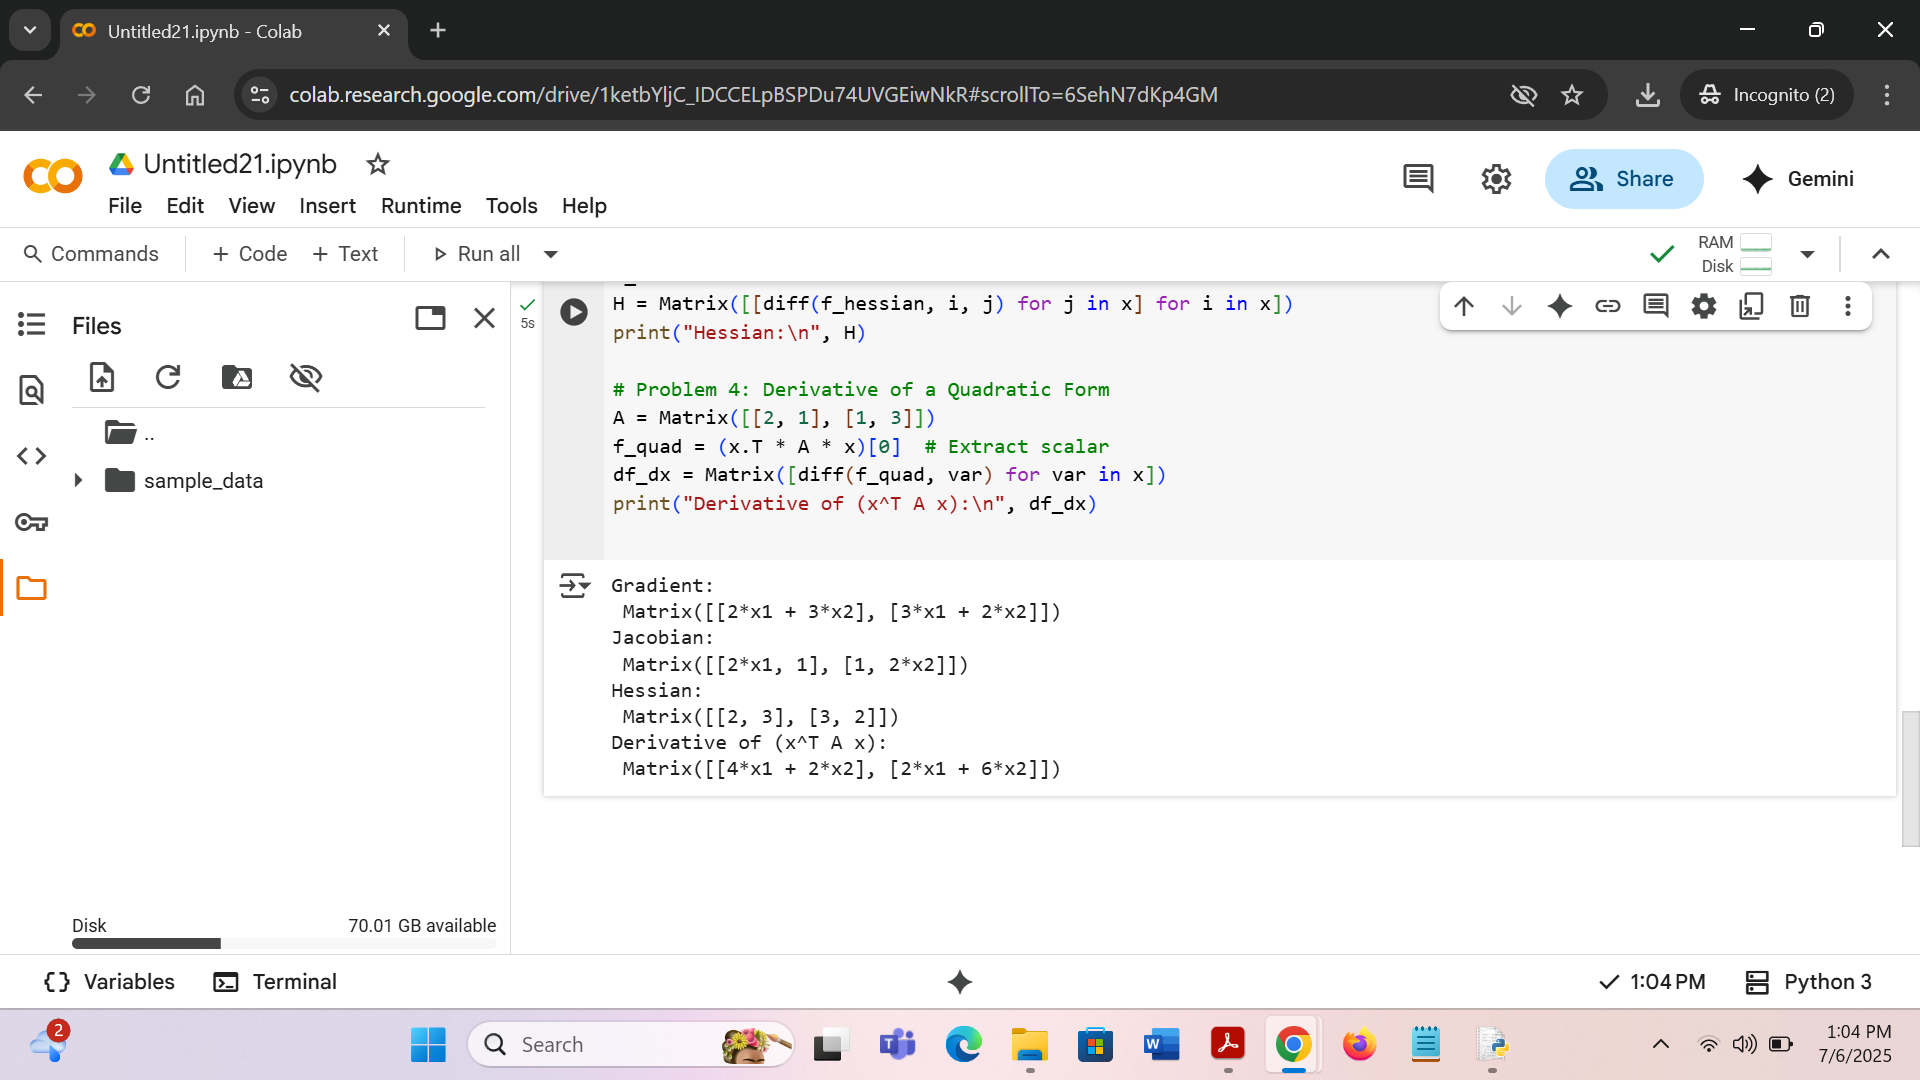 Untitled21.ipynb - Colab
colab.research.google.com/drive/1ketbYljC_IDCCELpBSPDu74UVGEiwNkR#scrollTo=6SehN7dKp4GM
Incognito (2)
Untitled21.ipynb
Share
Gemini
File Edit View Insert Runtime Tools Help
Commands + Code + Text Run all
RAM
Disk
Files
..
sample_data
Disk 70.01 GB available
5s
H = Matrix([[diff(f_hessian, i, j) for j in x] for i in x])
print("Hessian:\n", H)
# Problem 4: Derivative of a Quadratic Form
A = Matrix([[2, 1], [1, 3]])
f_quad = (x.T * A * x)[0]  # Extract scalar
df_dx = Matrix([diff(f_quad, var) for var in x])
print("Derivative of (x^T A x):\n", df_dx)
Gradient:
Matrix([[2*x1 + 3*x2], [3*x1 + 2*x2]])
Jacobian:
Matrix([[2*x1, 1], [1, 2*x2]])
Hessian:
Matrix([[2, 3], [3, 2]])
Derivative of (x^T A x):
Matrix([[4*x1 + 2*x2], [2*x1 + 6*x2]])
{} Variables Terminal
1:04 PM Python 3
2
Search
1:04 PM
7/6/2025